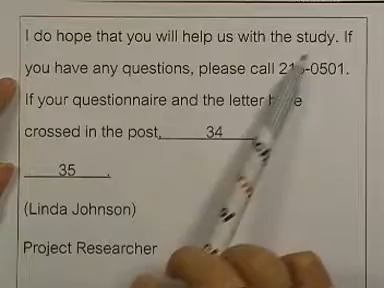 I do hope that you will help us with the study. If
you have any questions, please call 21 -0501.
If your questionnaire and the letter
crossed in the post, 34
35 .
(Linda Johnson)
Project Researcher